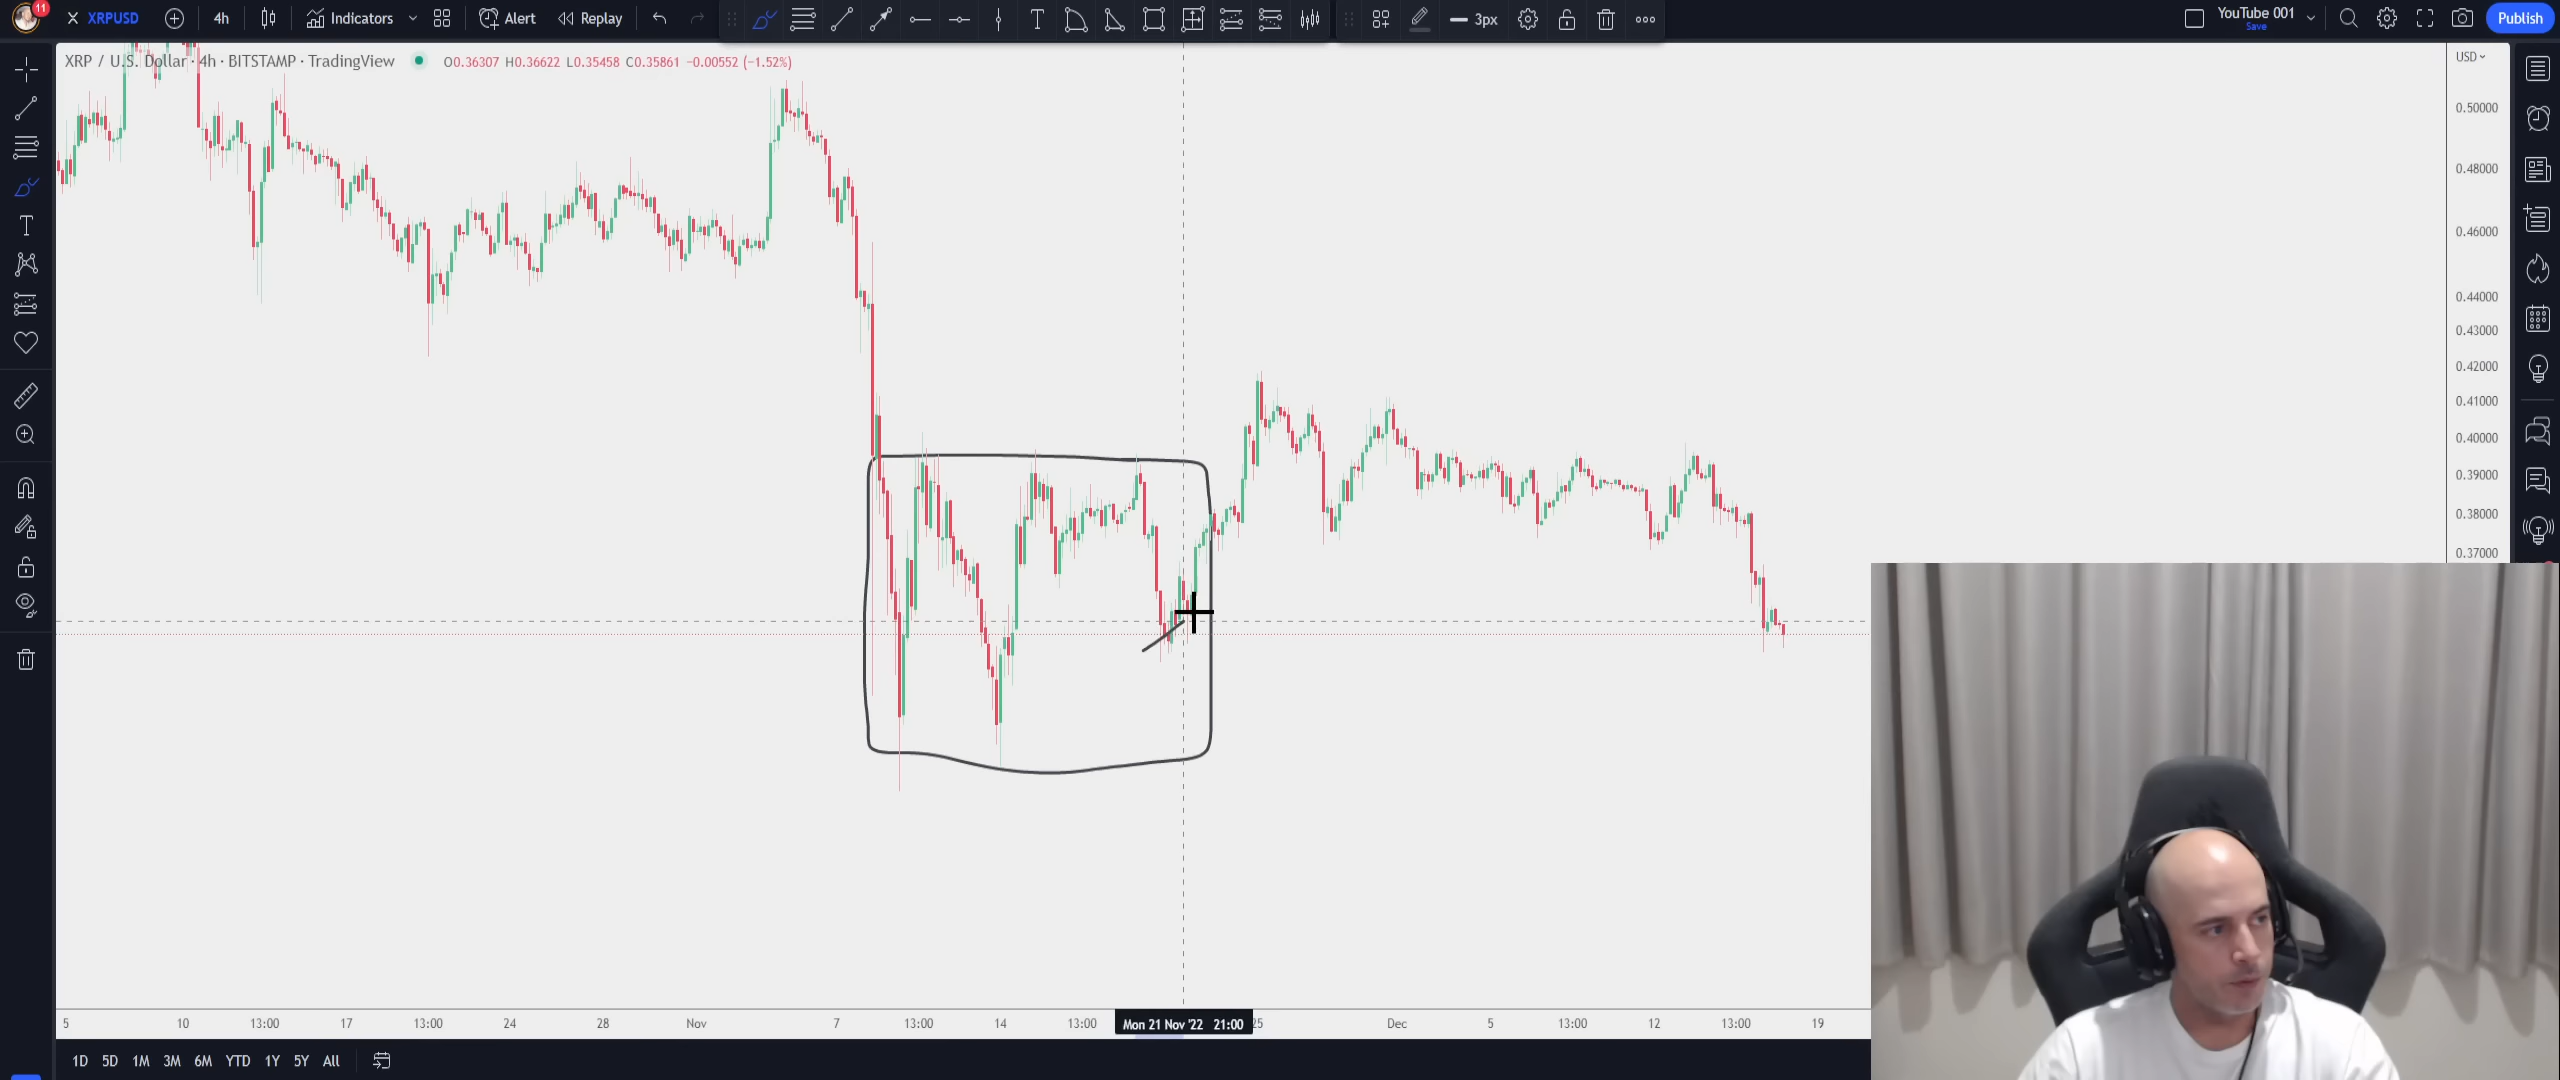 11
XRPUSD
4h
Indicators
Alert
Replay
3px
YouTube 001
Save
Publish
XRP / U.S. Dollar · 4h · BITSTAMP · TradingView
O0.36307 H0.36622 L0.35458 C0.35861 −0.00552 (−1.52%)
USD
0.50000
0.48000
0.46000
0.44000
0.43000
0.42000
0.41000
0.40000
0.39000
0.38000
0.37000
5 10 13:00 17 13:00 24 28 Nov 7 13:00 14 13:00 Mon 21 Nov '22 21:00 25 Dec 5 13:00 12 13:00 19
1D 5D 1M 3M 6M YTD 1Y 5Y All